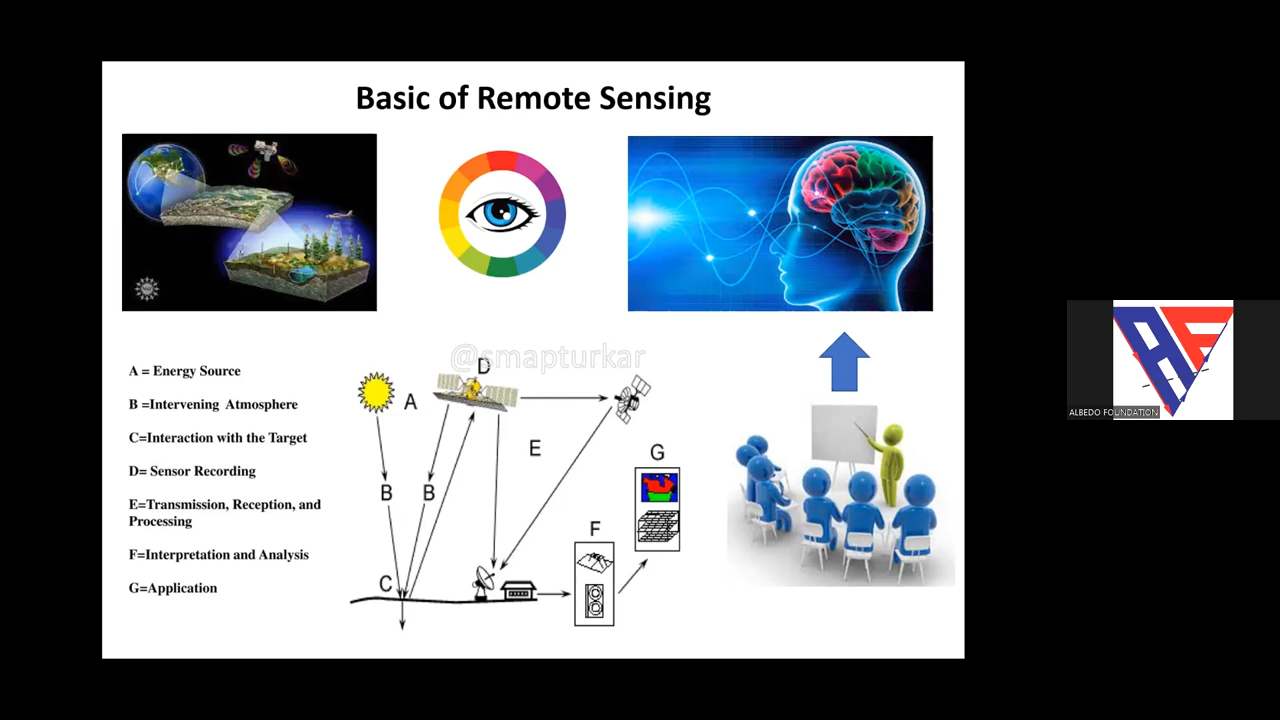 Basic of Remote Sensing
@smapturkar
A = Energy Source
B =Intervening Atmosphere
C=Interaction with the Target
D= Sensor Recording
E=Transmission, Reception, and
Processing
F=Interpretation and Analysis
G=Application
D
A
E
G
B
B
F
C
AF
ALBEDO FOUNDATION